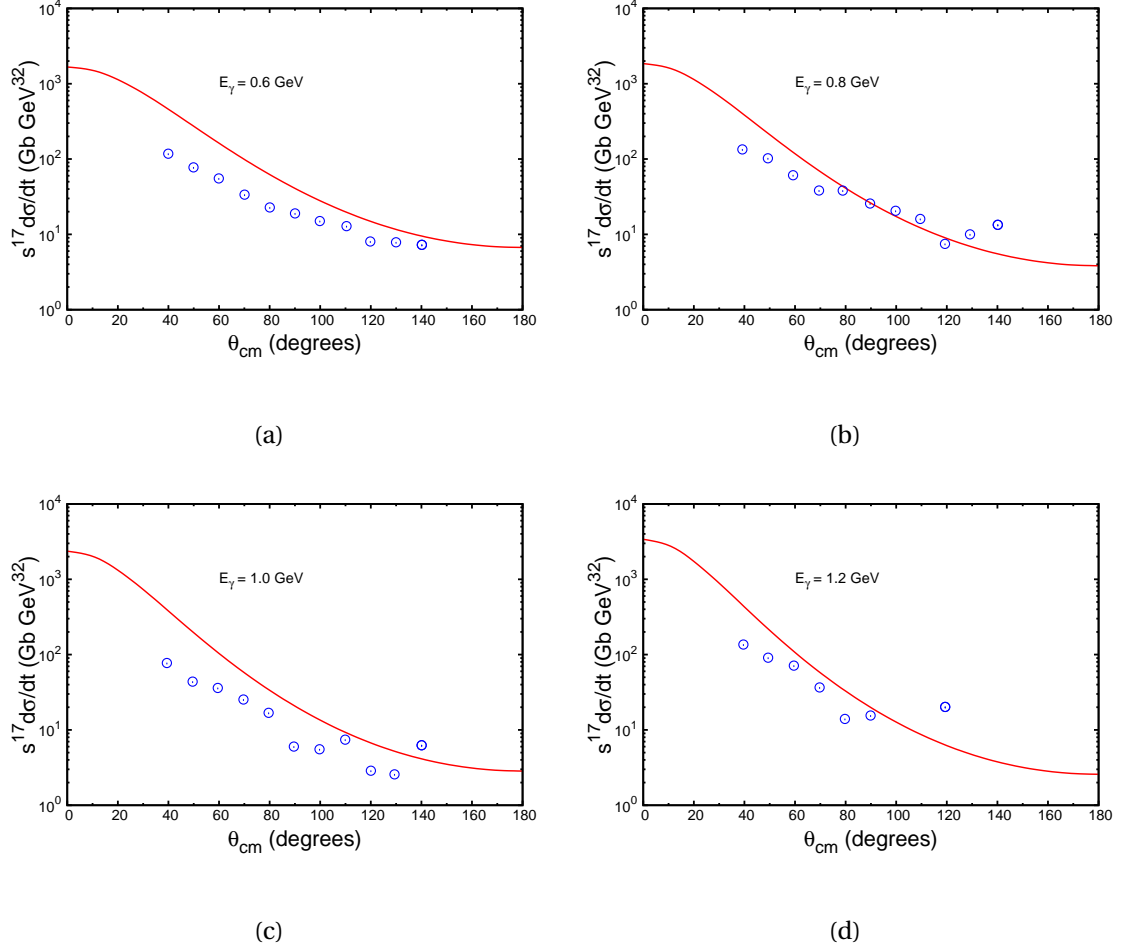 10^4
10^3
10^2
10^1
10^0
s^17dσ/dt (Gb GeV^32)
E_γ = 0.6 GeV
0 20 40 60 80 100 120 140 160 180
θ_cm (degrees)
(a)
10^4
10^3
10^2
10^1
10^0
s^17dσ/dt (Gb GeV^32)
E_γ = 0.8 GeV
0 20 40 60 80 100 120 140 160 180
θ_cm (degrees)
(b)
10^4
10^3
10^2
10^1
10^0
s^17dσ/dt (Gb GeV^32)
E_γ = 1.0 GeV
0 20 40 60 80 100 120 140 160 180
θ_cm (degrees)
(c)
10^4
10^3
10^2
10^1
10^0
s^17dσ/dt (Gb GeV^32)
E_γ = 1.2 GeV
0 20 40 60 80 100 120 140 160 180
θ_cm (degrees)
(d)